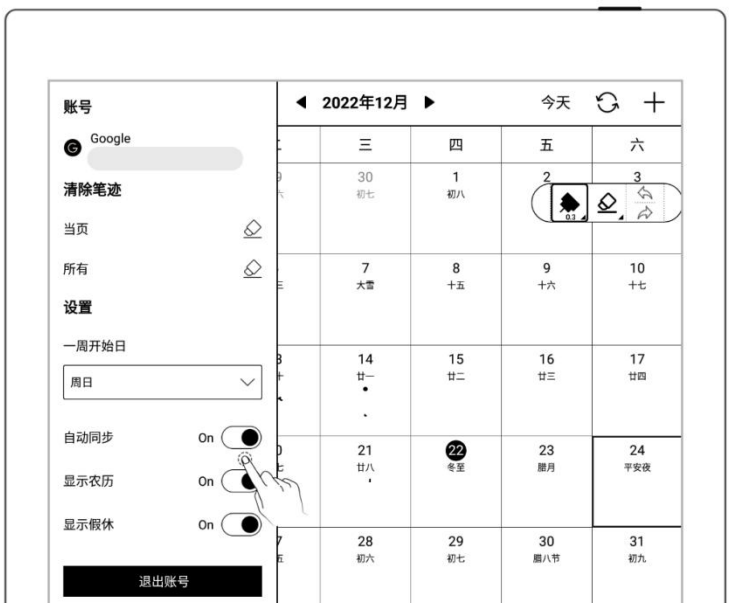 账号
Google
清除笔迹
当页
所有
设置
一周开始日
周日
自动同步 On
显示农历 On
显示假休 On
退出账号
2022年12月 今天
三 四 五 六
30 1 2 3
初七 初八
0.3
7 8 9 10
大雪 十五 十六 十七
14 15 16 17
廿一 廿二 廿三 廿四
21 22 23 24
廿八 冬至 腊月 平安夜
28 29 30 31
初六 初七 腊八节 初九